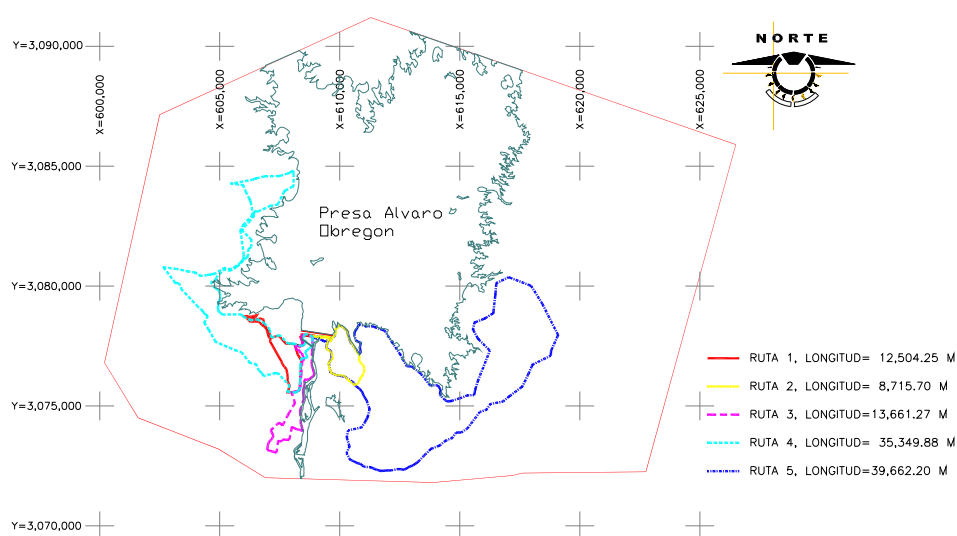 NORTE
Y=3,090,000
X=600,000
X=605,000
X=610,000
X=615,000
X=620,000
X=625,000
Y=3,085,000
Presa Alvaro
□bregon
Y=3,080,000
RUTA 1, LONGITUD= 12,504.25 M
RUTA 2, LONGITUD= 8,715.70 M
Y=3,075,000
RUTA 3, LONGITUD=13,661.27 M
RUTA 4, LONGITUD= 35,349.88 M
RUTA 5, LONGITUD=39,662.20 M
Y=3,070,000